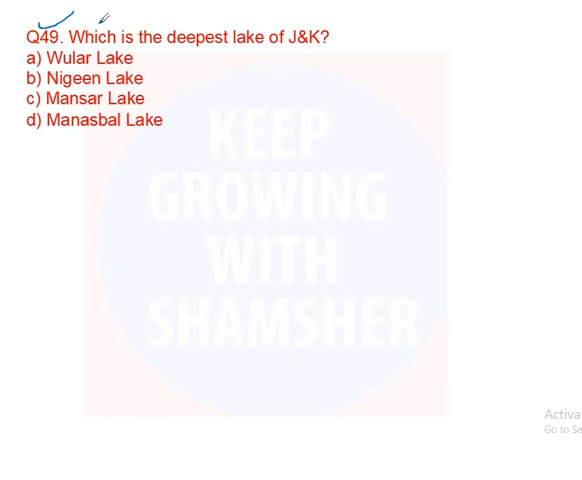 Q49. Which is the deepest lake of J&K?
a) Wular Lake
b) Nigeen Lake
c) Mansar Lake
d) Manasbal Lake
KEEP
GROWING
WITH
SHAMSHER
Activa
Go to Se